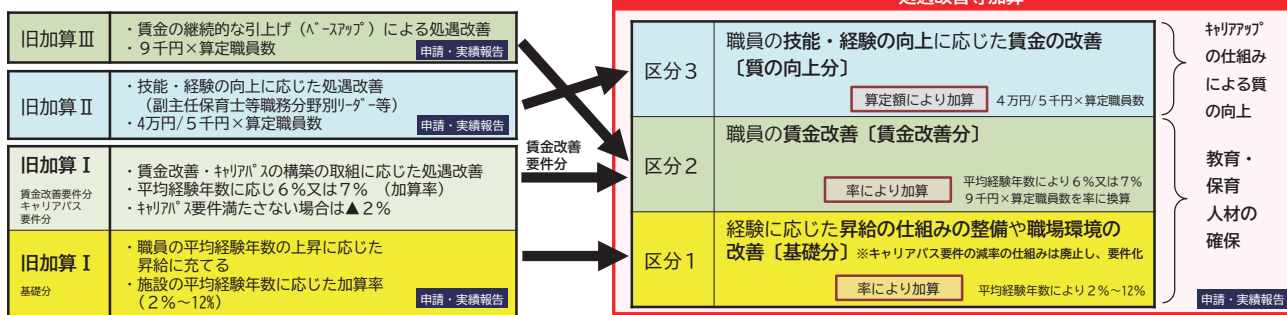 処遇改善等加算
旧加算Ⅲ
・賃金の継続的な引上げ（ﾍﾞｰｽｱｯﾌﾟ）による処遇改善
・９千円×算定職員数
申請・実績報告
旧加算Ⅱ
・技能・経験の向上に応じた処遇改善
（副主任保育士等職務分野別ﾘｰﾀﾞｰ等）
・4万円/５千円×算定職員数
申請・実績報告
旧加算Ⅰ
賃金改善要件分
キャリアパス
要件分
・賃金改善・ｷｬﾘｱﾊﾟｽの構築の取組に応じた処遇改善
・平均経験年数に応じ６％又は７％　（加算率）
・ｷｬﾘｱﾊﾟｽ要件満たさない場合は▲２％
旧加算Ⅰ
基礎分
・職員の平均経験年数の上昇に応じた
昇給に充てる
・施設の平均経験年数に応じた加算率
（２％～12％）
申請・実績報告
賃金改善
要件分
区分３
職員の技能・経験の向上に応じた賃金の改善
〔質の向上分〕
算定額により加算
４万円/５千円×算定職員数
区分２
職員の賃金改善〔賃金改善分〕
率により加算
平均経験年数により６％又は７％
９千円×算定職員数を率に換算
区分１
経験に応じた昇給の仕組みの整備や職場環境の
改善〔基礎分〕※キャリアパス要件の減率の仕組みは廃止し、要件化
率により加算
平均経験年数により２％～12％
ｷｬﾘｱｱｯﾌﾟ
の仕組み
による質
の向上
教育・
保育
人材の
確保
申請・実績報告